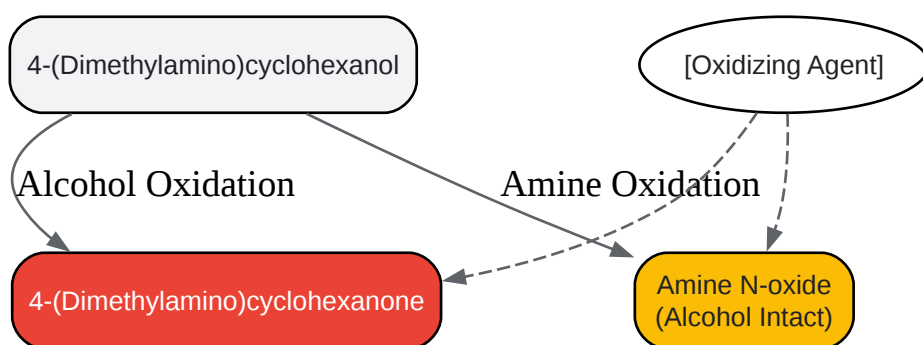 4-(Dimethylamino)cyclohexanol
[Oxidizing Agent]
Alcohol Oxidation
Amine Oxidation
4-(Dimethylamino)cyclohexanone
Amine N-oxide
(Alcohol Intact)